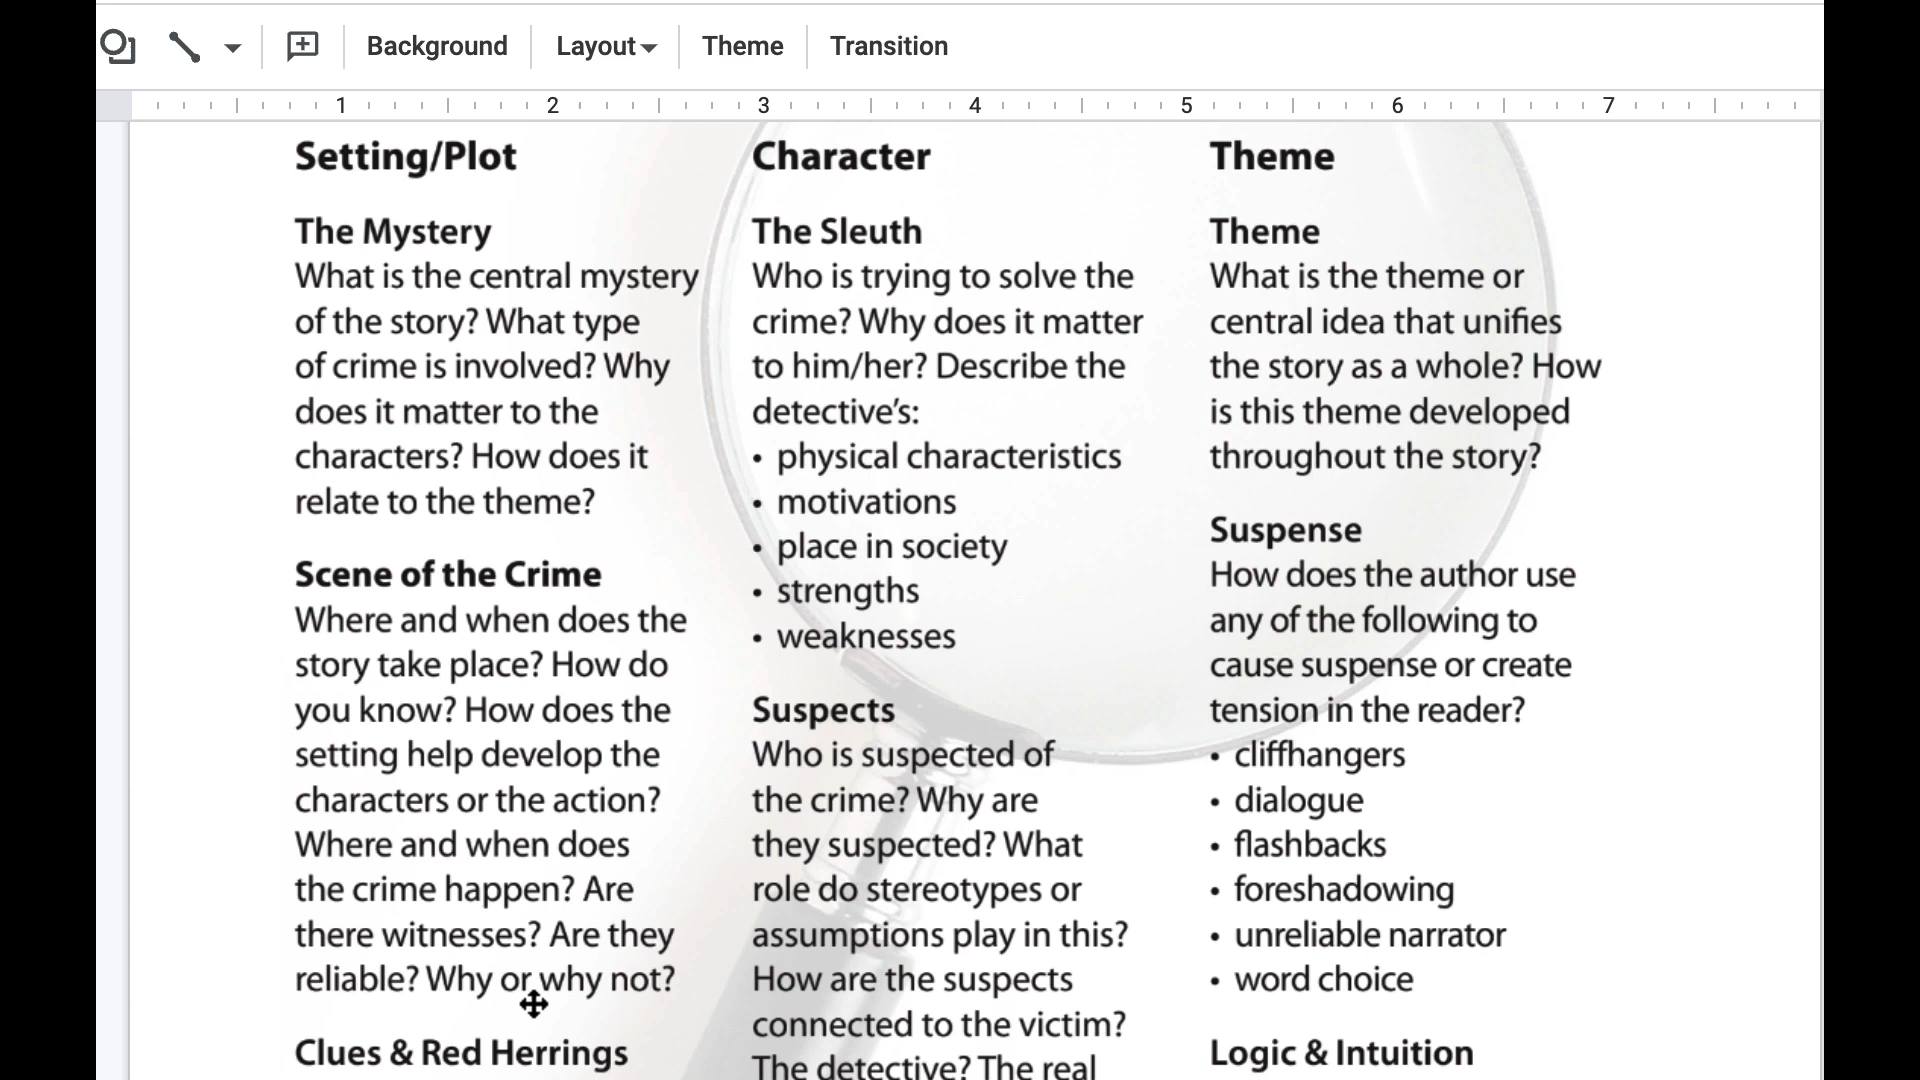 Background Layout Theme Transition
1 2 3 4 5 6 7
Setting/Plot
The Mystery
What is the central mystery
of the story? What type
of crime is involved? Why
does it matter to the
characters? How does it
relate to the theme?
Scene of the Crime
Where and when does the
story take place? How do
you know? How does the
setting help develop the
characters or the action?
Where and when does
the crime happen? Are
there witnesses? Are they
reliable? Why or why not?
Clues & Red Herrings
Character
The Sleuth
Who is trying to solve the
crime? Why does it matter
to him/her? Describe the
detective’s:
• physical characteristics
• motivations
• place in society
• strengths
• weaknesses
Suspects
Who is suspected of
the crime? Why are
they suspected? What
role do stereotypes or
assumptions play in this?
How are the suspects
connected to the victim?
The detective? The real
Theme
Theme
What is the theme or
central idea that unifies
the story as a whole? How
is this theme developed
throughout the story?
Suspense
How does the author use
any of the following to
cause suspense or create
tension in the reader?
• cliffhangers
• dialogue
• flashbacks
• foreshadowing
• unreliable narrator
• word choice
Logic & Intuition